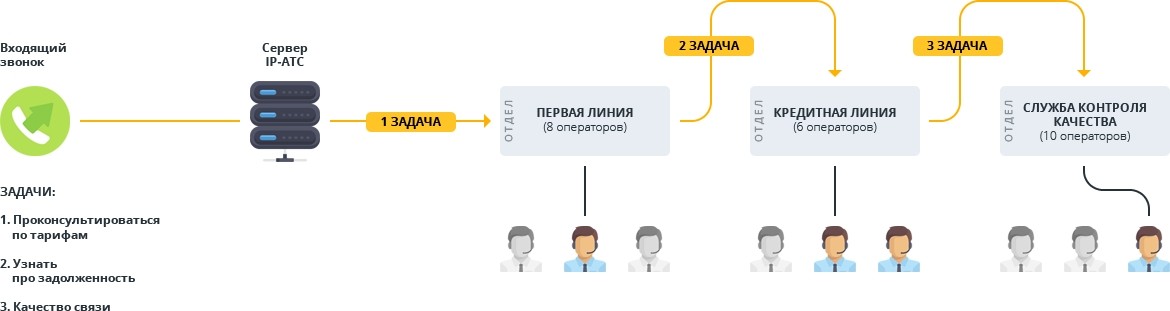 Входящий
звонок
Сервер
IP-АТС
1 ЗАДАЧА
ОТДЕЛ
ПЕРВАЯ ЛИНИЯ
(8 операторов)
2 ЗАДАЧА
ОТДЕЛ
КРЕДИТНАЯ ЛИНИЯ
(6 операторов)
3 ЗАДАЧА
ОТДЕЛ
СЛУЖБА КОНТРОЛЯ
КАЧЕСТВА
(10 операторов)
ЗАДАЧИ:
1. Проконсультироваться
по тарифам
2. Узнать
про задолженность
3. Качество связи